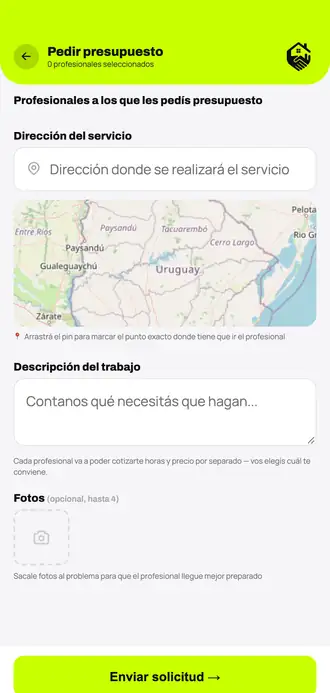 Pedir presupuesto
0 profesionales seleccionados
Profesionales a los que les pedís presupuesto
Dirección del servicio
Dirección donde se realizará el servicio
Entre Ríos
Paysandú
Tacuarembó
Pelota
Cerro Largo
Rio Gr
Paysandú
Gualeguaychú
Uruguay
Zárate
Arrastrá el pin para marcar el punto exacto donde tiene que ir el profesional
Descripción del trabajo
Contanos qué necesitás que hagan...
Cada profesional va a poder cotizarte horas y precio por separado — vos elegís cuál te
conviene.
Fotos (opcional, hasta 4)
Sacale fotos al problema para que el profesional llegue mejor preparado
Enviar solicitud →